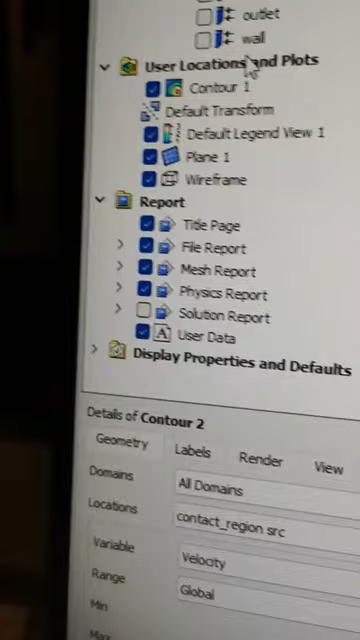 outlet
wall
User Locations and Plots
Contour 1
Default Transform
Default Legend View 1
Plane 1
Wireframe
Report
Title Page
File Report
Mesh Report
Physics Report
Solution Report
A User Data
Display Properties and Defaults
Details of Contour 2
Geometry Labels Render View
Domains All Domains
Locations contact_region src
Variable Velocity
Range Global
Min
Max